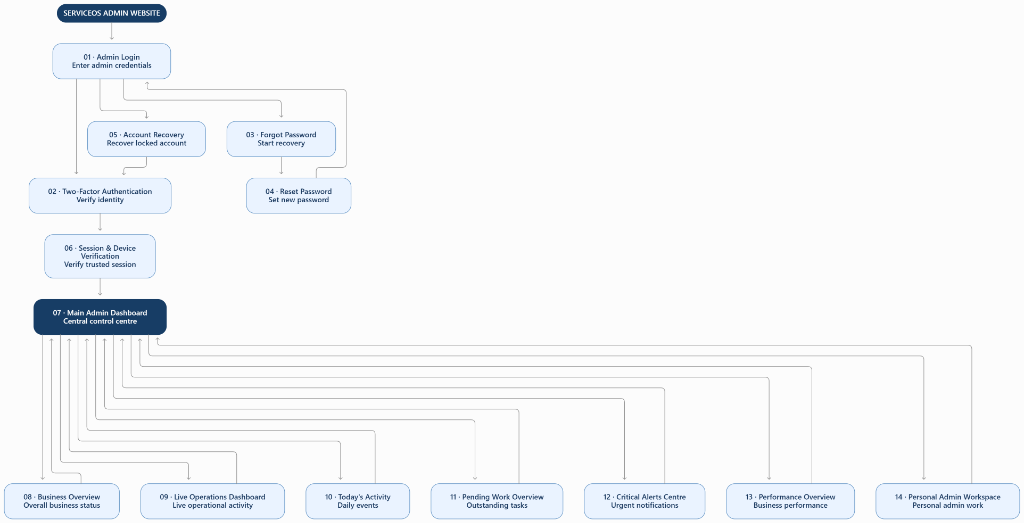 SERVICEOS ADMIN WEBSITE
01 · Admin Login
Enter admin credentials
05 · Account Recovery
Recover locked account
03 · Forgot Password
Start recovery
02 · Two-Factor Authentication
Verify identity
04 · Reset Password
Set new password
06 · Session & Device
Verification
Verify trusted session
07 · Main Admin Dashboard
Central control centre
08 · Business Overview
Overall business status
09 · Live Operations Dashboard
Live operational activity
10 · Today's Activity
Daily events
11 · Pending Work Overview
Outstanding tasks
12 · Critical Alerts Centre
Urgent notifications
13 · Performance Overview
Business performance
14 · Personal Admin Workspace
Personal admin work